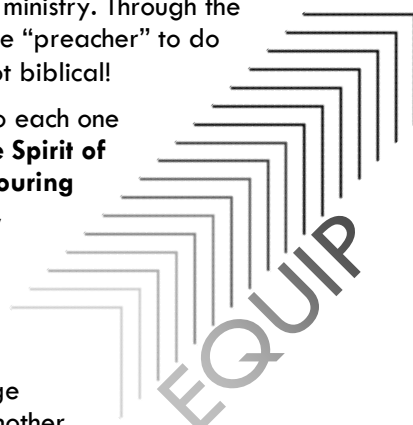 ministry. Through the
e “preacher” to do
ot biblical!
o each one
e Spirit of
ouring
EQUIP
ge
nother